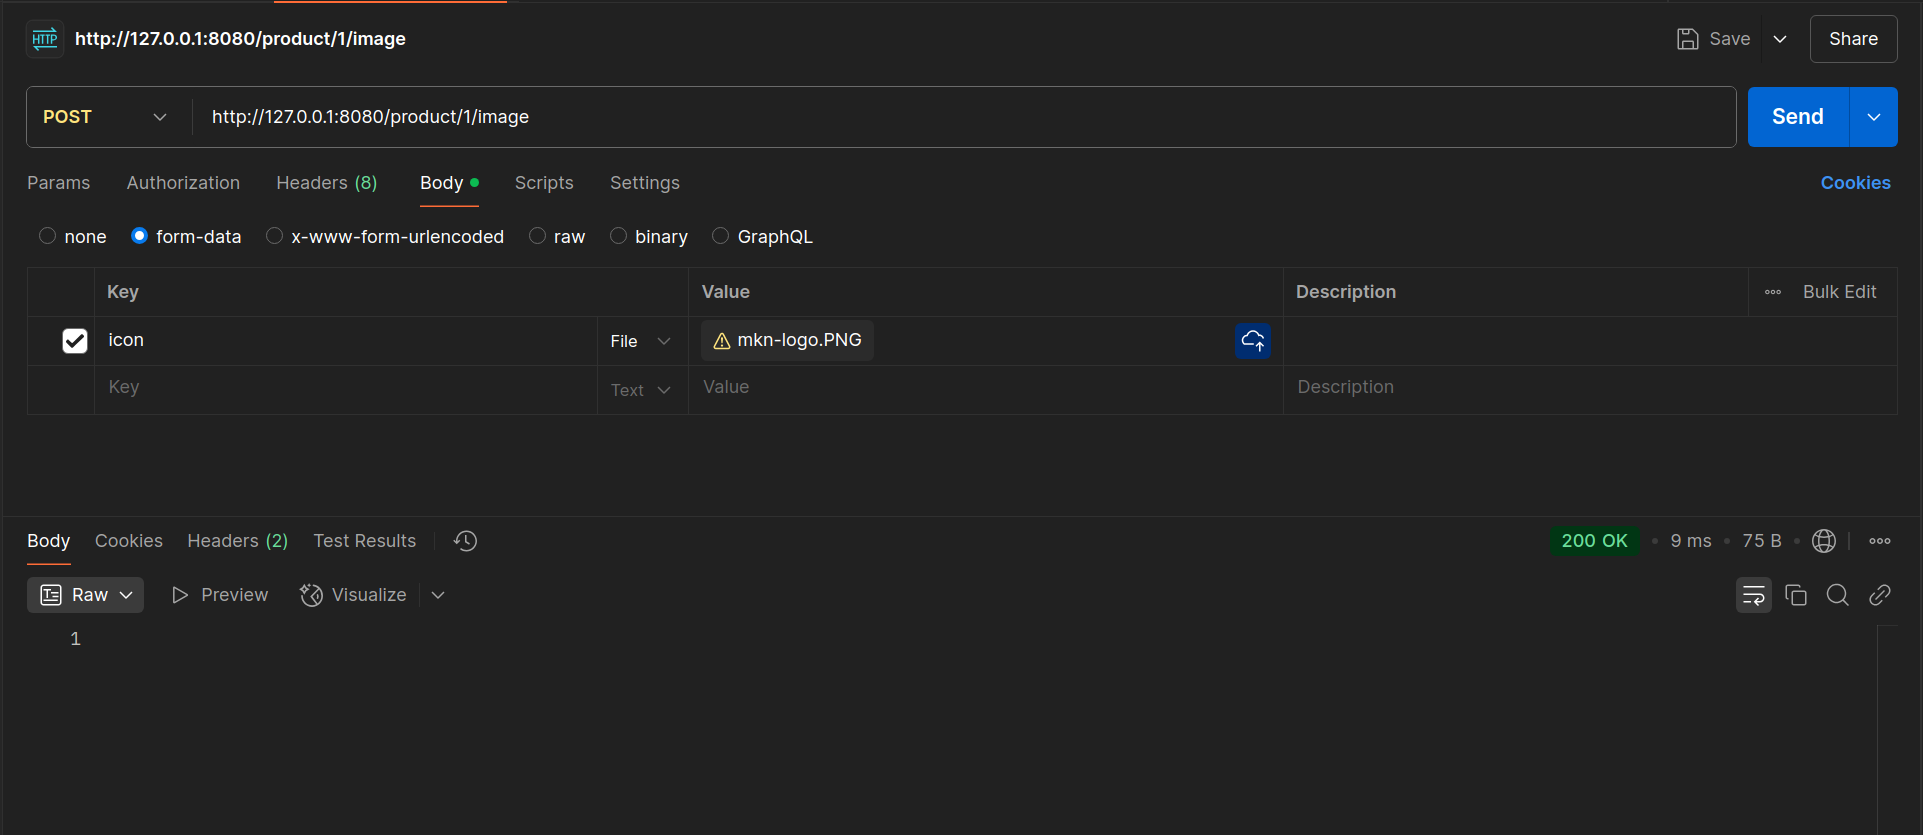 HTTP http://127.0.0.1:8080/product/1/image Save Share
POST http://127.0.0.1:8080/product/1/image Send
Params Authorization Headers (8) Body Scripts Settings Cookies
none form-data x-www-form-urlencoded raw binary GraphQL
Key Value Description Bulk Edit
icon File mkn-logo.PNG
Key Text Value Description
Body Cookies Headers (2) Test Results 200 OK 9 ms 75 B
Raw Preview Visualize
1